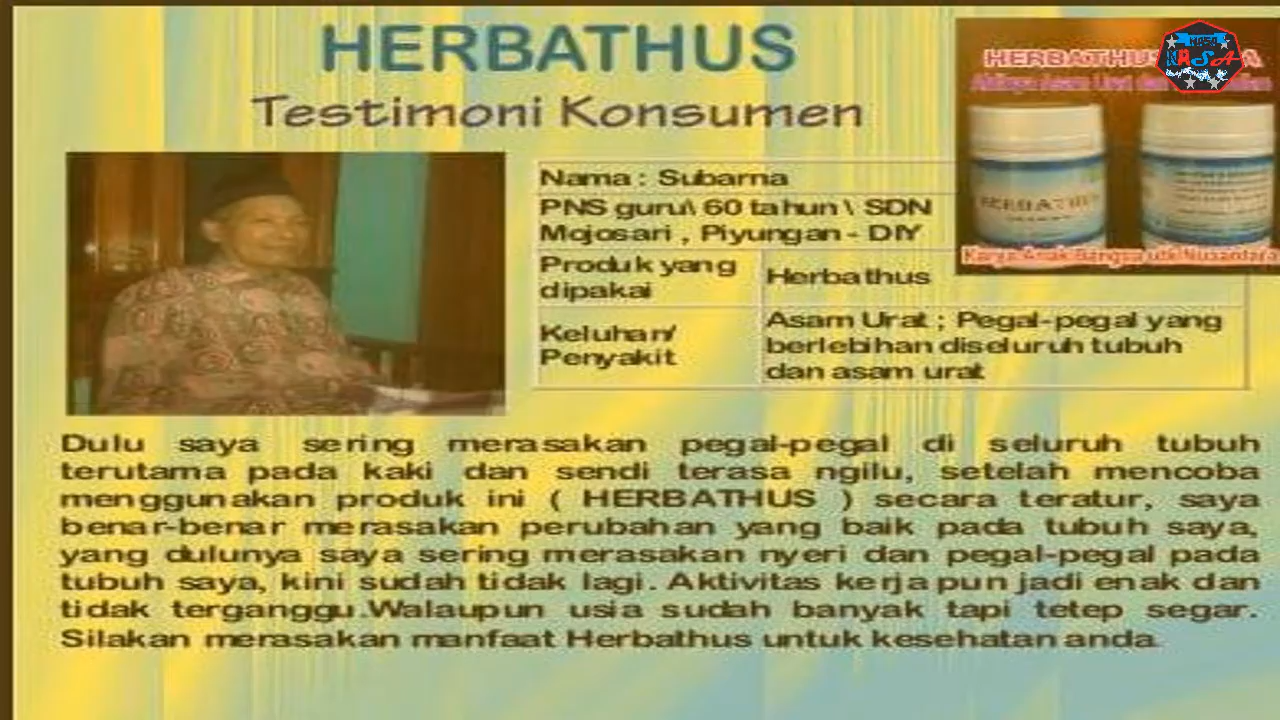 HERBATHUS
Testimoni Konsumen
Nama : Subarna
PNS guru\ 60 tahun \ SDN
Mojosari , Piyungan - DIY
Produk yang
dipakai
Herbathus
Keluhan/
Penyakit
Asam Urat ; Pegal-pegal yang
berlebihan diseluruh tubuh
dan asam urat
Dulu saya sering merasakan pegal-pegal di seluruh tubuh
terutama pada kaki dan sendi terasa ngilu, setelah mencoba
menggunakan produk ini ( HERBATHUS ) secara teratur, saya
benar-benar merasakan perubahan yang baik pada tubuh saya,
yang dulunya saya sering merasakan nyeri dan pegal-pegal pada
tubuh saya, kini sudah tidak lagi. Aktivitas kerja pun jadi enak dan
tidak terganggu.Walaupun usia sudah banyak tapi tetep segar.
Silakan merasakan manfaat Herbathus untuk kesehatan anda.
Asam Urat
HERBATHUS
Karya Anak Bangsa utk Nusantara
NASA